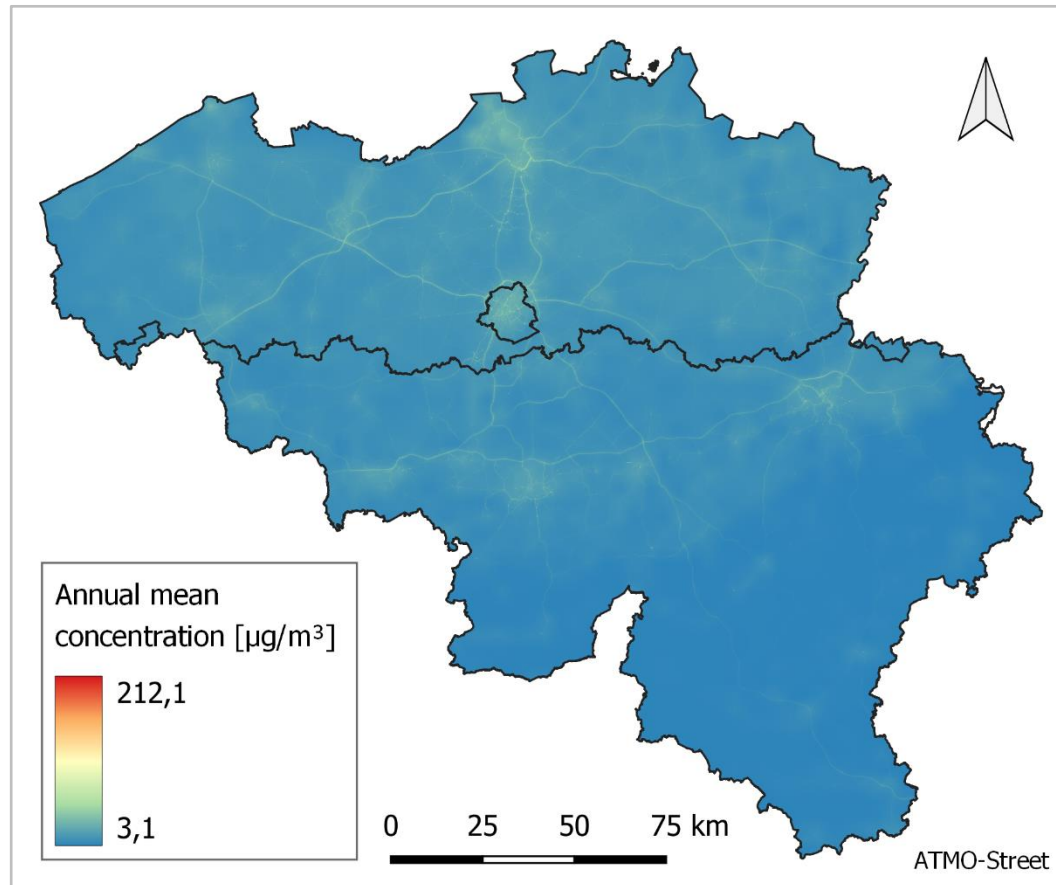 Annual mean
concentration [µg/m³]
212,1
3,1
0 25 50 75 km
ATMO-Street